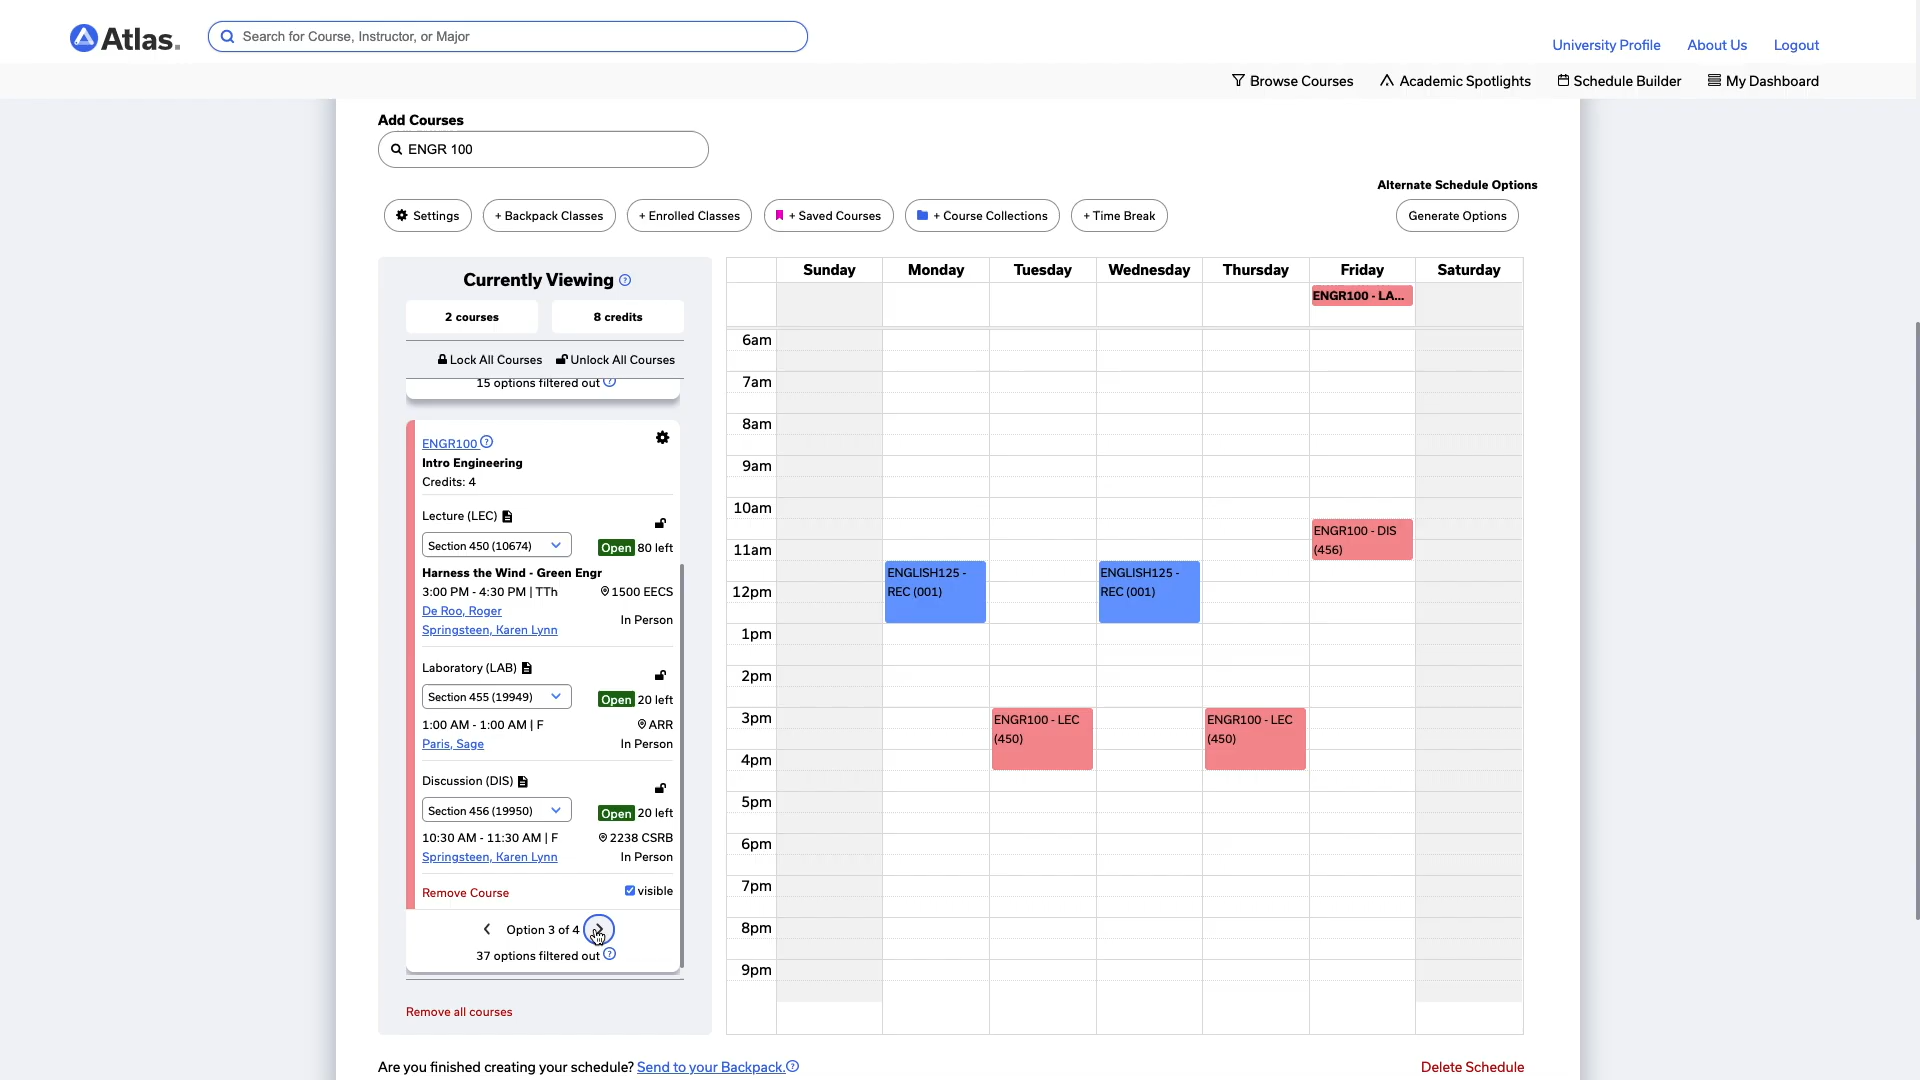 Atlas.
Search for Course, Instructor, or Major
University Profile
About Us
Logout
Browse Courses
Academic Spotlights
Schedule Builder
My Dashboard
Add Courses
ENGR 100
Alternate Schedule Options
Settings
+ Backpack Classes
+ Enrolled Classes
+ Saved Courses
+ Course Collections
+ Time Break
Generate Options
Currently Viewing ?
2 courses
8 credits
Lock All Courses
Unlock All Courses
15 options filtered out ?
ENGR100 ?
Intro Engineering
Credits: 4
Lecture (LEC)
Section 450 (10674)
Open 80 left
Harness the Wind - Green Engr
3:00 PM - 4:30 PM | TTh
1500 EECS
De Roo, Roger
In Person
Springsteen, Karen Lynn
Laboratory (LAB)
Section 455 (19949)
Open 20 left
1:00 AM - 1:00 AM | F
ARR
Paris, Sage
In Person
Discussion (DIS)
Section 456 (19950)
Open 20 left
10:30 AM - 11:30 AM | F
2238 CSRB
Springsteen, Karen Lynn
In Person
Remove Course
visible
Option 3 of 4
37 options filtered out ?
Remove all courses
Sunday
Monday
Tuesday
Wednesday
Thursday
Friday
Saturday
ENGR100 - LA...
6am
7am
8am
9am
10am
11am
12pm
1pm
2pm
3pm
4pm
5pm
6pm
7pm
8pm
9pm
ENGLISH125 -
REC (001)
ENGR100 - LEC
(450)
ENGLISH125 -
REC (001)
ENGR100 - LEC
(450)
ENGR100 - DIS
(456)
Are you finished creating your schedule? Send to your Backpack. ?
Delete Schedule